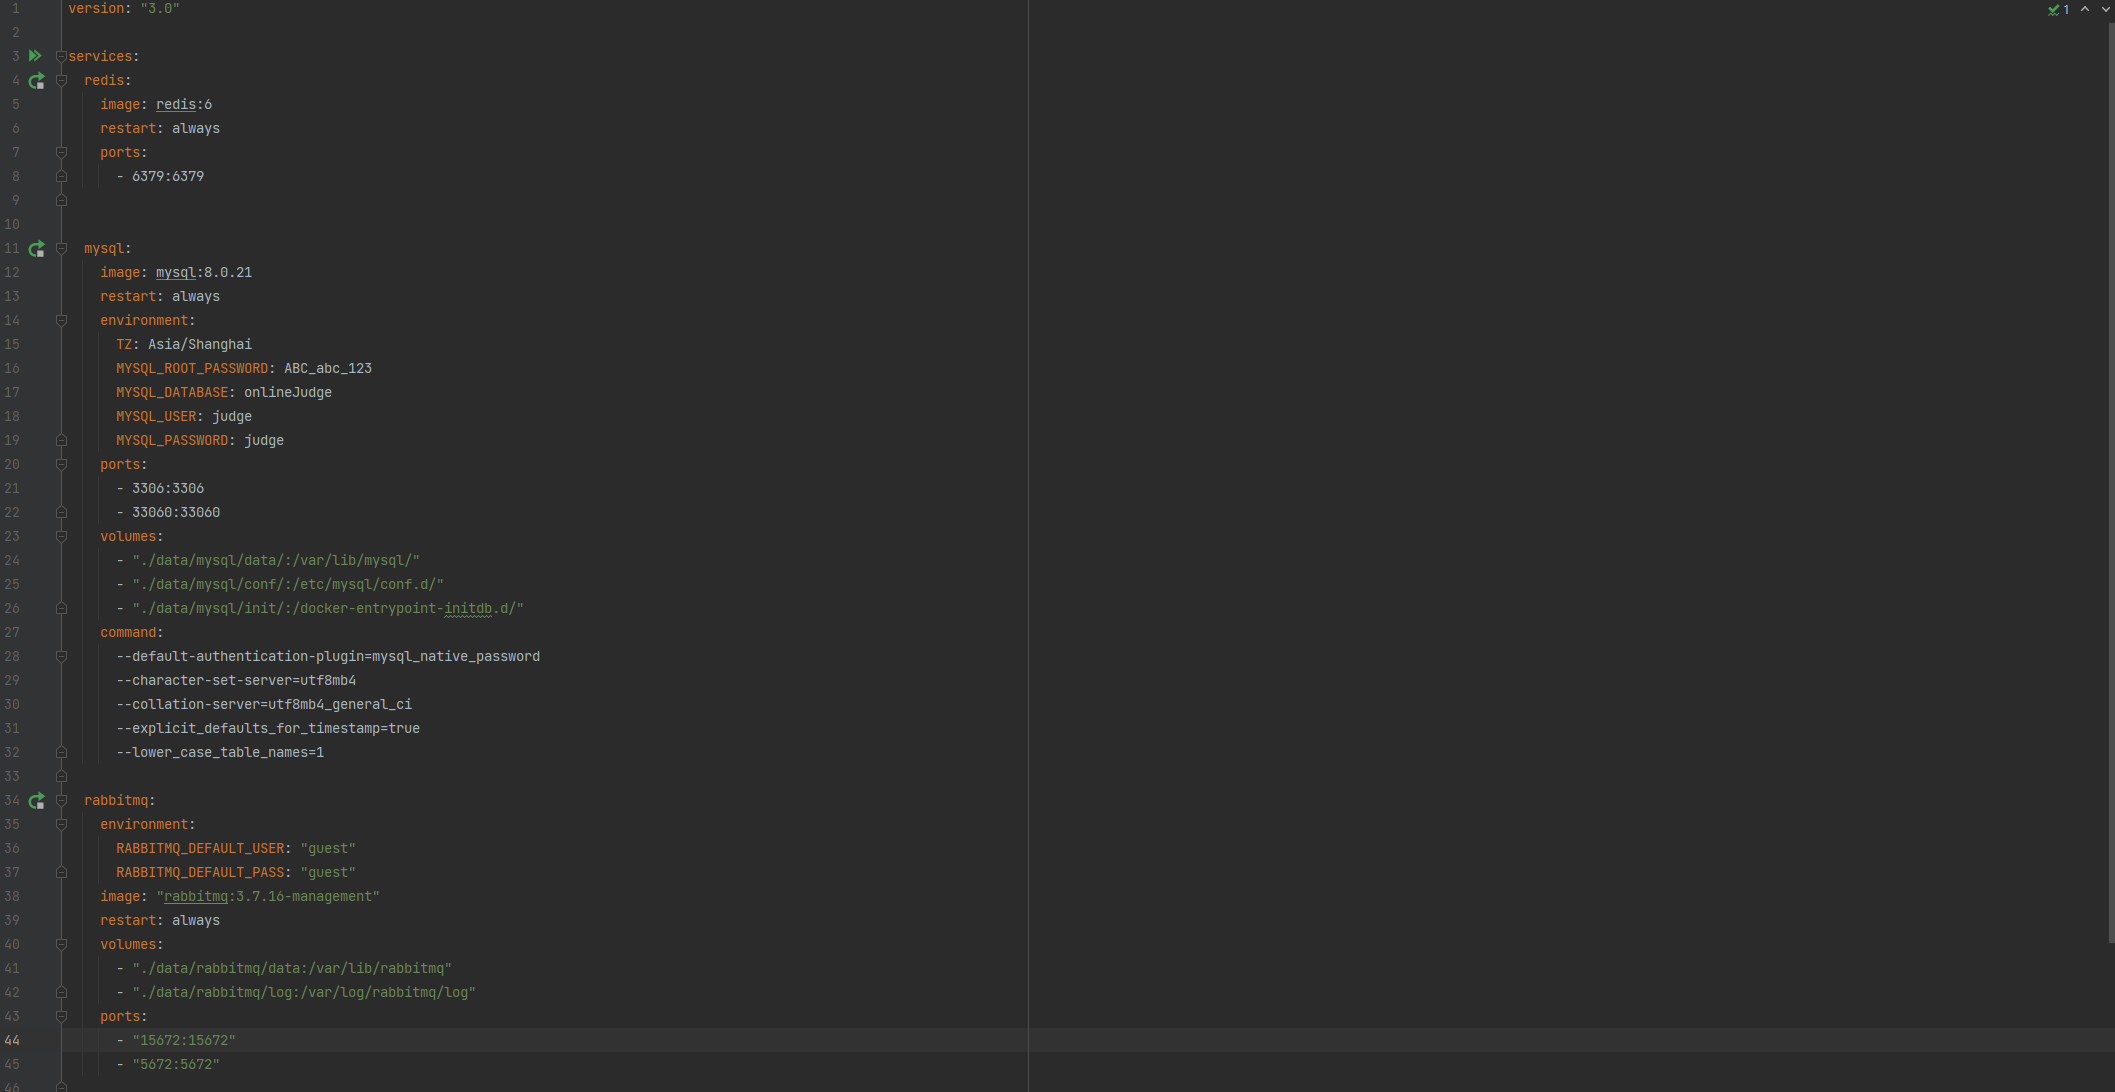 1 version: "3.0"
2
3 services:
4   redis:
5     image: redis:6
6     restart: always
7     ports:
8       - 6379:6379
9
10
11   mysql:
12     image: mysql:8.0.21
13     restart: always
14     environment:
15       TZ: Asia/Shanghai
16       MYSQL_ROOT_PASSWORD: ABC_abc_123
17       MYSQL_DATABASE: onlineJudge
18       MYSQL_USER: judge
19       MYSQL_PASSWORD: judge
20     ports:
21       - 3306:3306
22       - 33060:33060
23     volumes:
24       - "./data/mysql/data/:/var/lib/mysql/"
25       - "./data/mysql/conf/:/etc/mysql/conf.d/"
26       - "./data/mysql/init/:/docker-entrypoint-initdb.d/"
27     command:
28       --default-authentication-plugin=mysql_native_password
29       --character-set-server=utf8mb4
30       --collation-server=utf8mb4_general_ci
31       --explicit_defaults_for_timestamp=true
32       --lower_case_table_names=1
33
34   rabbitmq:
35     environment:
36       RABBITMQ_DEFAULT_USER: "guest"
37       RABBITMQ_DEFAULT_PASS: "guest"
38     image: "rabbitmq:3.7.16-management"
39     restart: always
40     volumes:
41       - "./data/rabbitmq/data:/var/lib/rabbitmq"
42       - "./data/rabbitmq/log:/var/log/rabbitmq/log"
43     ports:
44       - "15672:15672"
45       - "5672:5672"
46
1